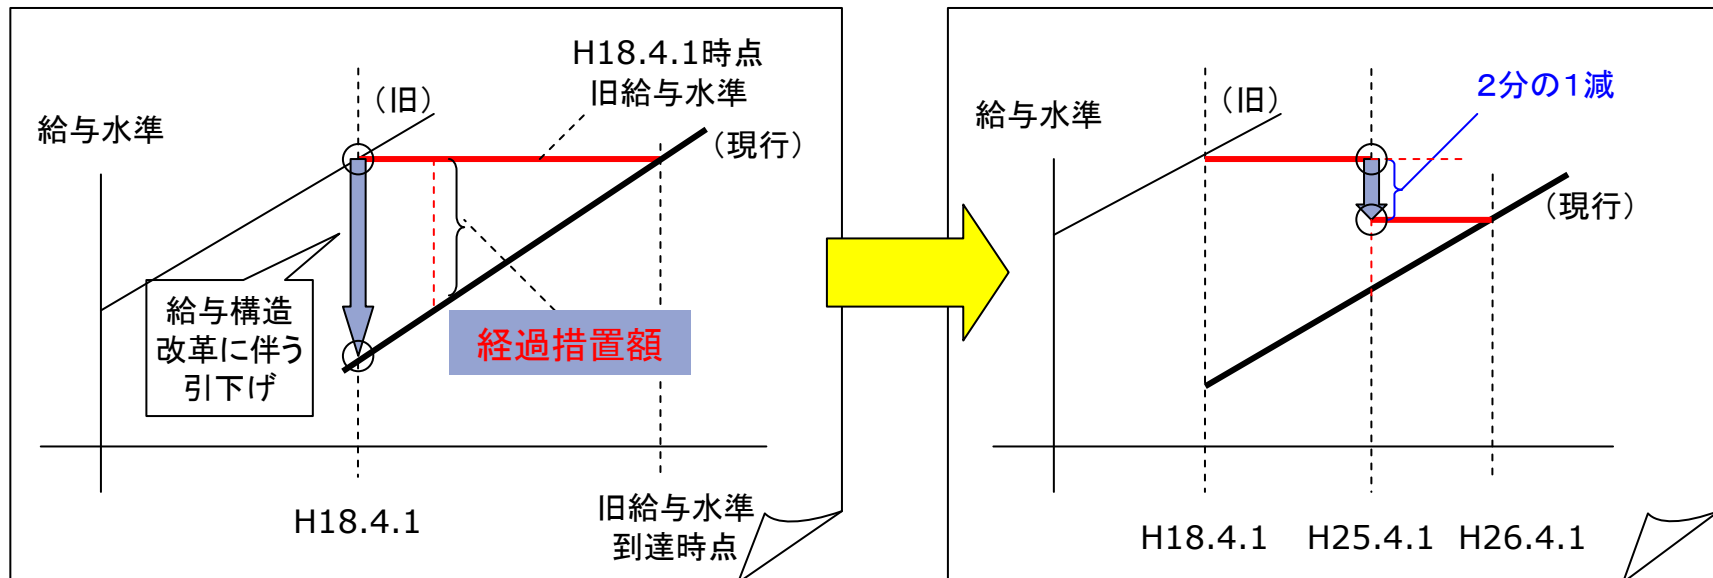 H18.4.1時点
旧給与水準
（旧）
給与水準
（現行）
給与構造
改革に伴う
引下げ
経過措置額
H18.4.1
旧給与水準
到達時点
2分の1減
（旧）
給与水準
（現行）
H18.4.1
H25.4.1
H26.4.1